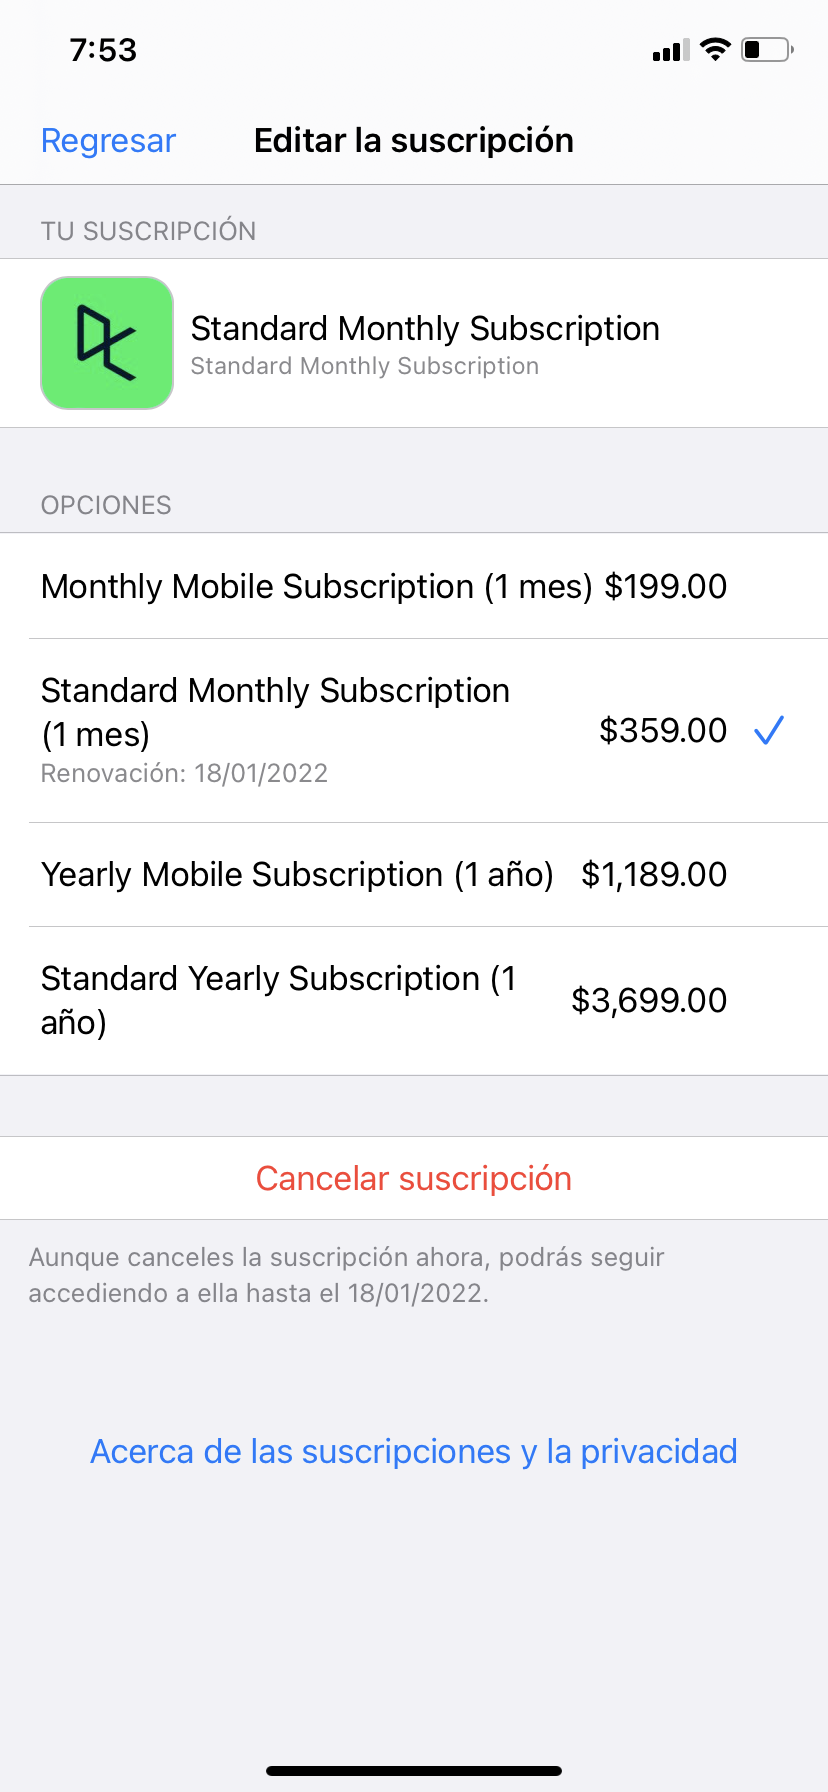 7:53
Regresar Editar la suscripción
TU SUSCRIPCIÓN
Standard Monthly Subscription
Standard Monthly Subscription
OPCIONES
Monthly Mobile Subscription (1 mes) $199.00
Standard Monthly Subscription
(1 mes) $359.00
Renovación: 18/01/2022
Yearly Mobile Subscription (1 año) $1,189.00
Standard Yearly Subscription (1
año) $3,699.00
Cancelar suscripción
Aunque canceles la suscripción ahora, podrás seguir
accediendo a ella hasta el 18/01/2022.
Acerca de las suscripciones y la privacidad